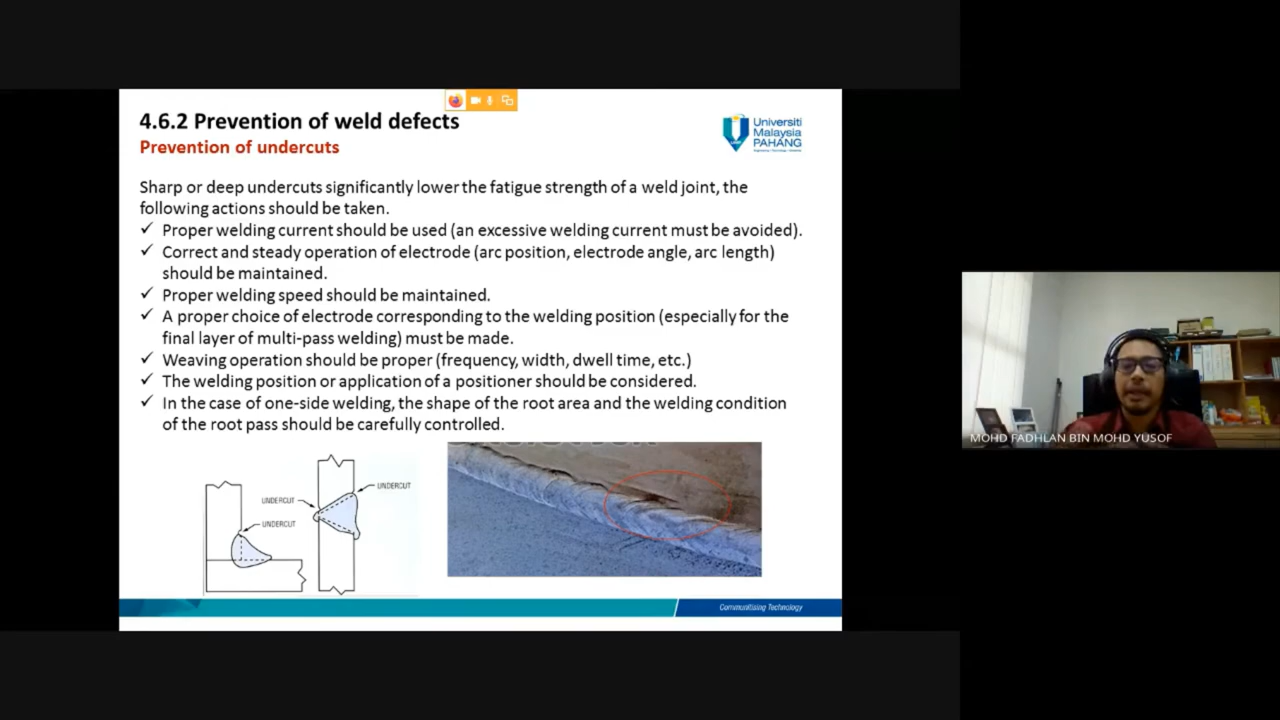 4.6.2 Prevention of weld defects
Prevention of undercuts
Universiti
Malaysia
PAHANG
Sharp or deep undercuts significantly lower the fatigue strength of a weld joint, the
following actions should be taken.
✓ Proper welding current should be used (an excessive welding current must be avoided).
✓ Correct and steady operation of electrode (arc position, electrode angle, arc length)
should be maintained.
✓ Proper welding speed should be maintained.
✓ A proper choice of electrode corresponding to the welding position (especially for the
final layer of multi-pass welding) must be made.
✓ Weaving operation should be proper (frequency, width, dwell time, etc.)
✓ The welding position or application of a positioner should be considered.
✓ In the case of one-side welding, the shape of the root area and the welding condition
of the root pass should be carefully controlled.
UNDERCUT
UNDERCUT
UNDERCUT
Communitising Technology
MOHD FADHLAN BIN MOHD YUSOF